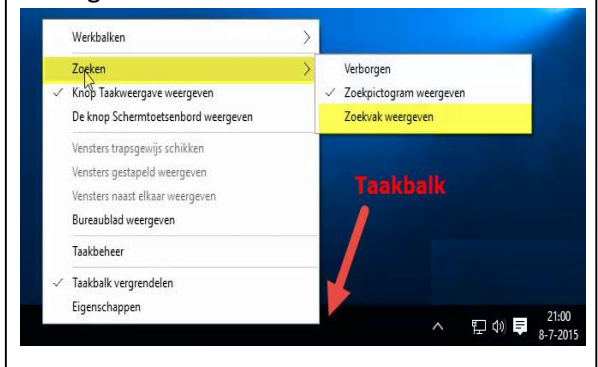 Werkbalken
Zoeken
Knop Taakweergave weergeven
De knop Schermtoetsenbord weergeven
Vensters trapsgewijs schikken
Vensters gestapeld weergeven
Vensters naast elkaar weergeven
Bureaublad weergeven
Taakbeheer
Taakbalk vergrendelen
Eigenschappen
Verborgen
Zoekpictogram weergeven
Zoekvak weergeven
Taakbalk
21:00
8-7-2015